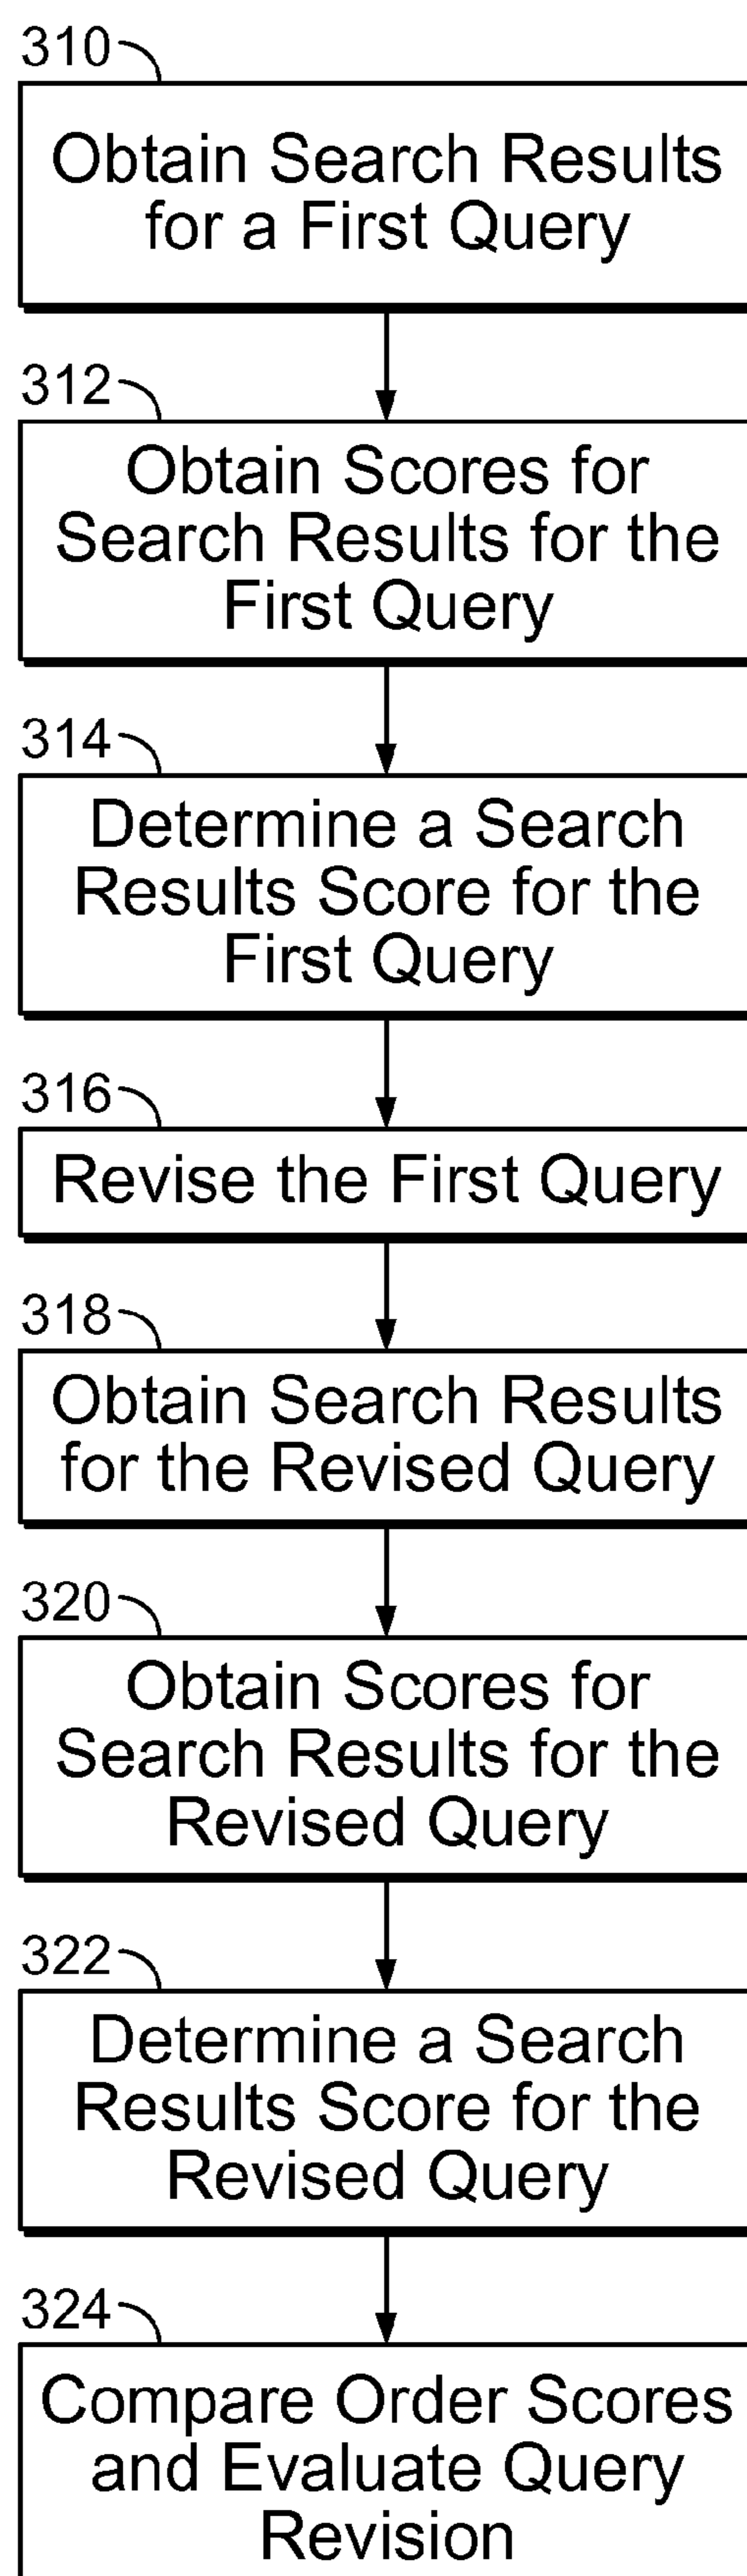 310
Obtain Search Results
for a First Query
312
Obtain Scores for
Search Results for the
First Query
314
Determine a Search
Results Score for the
First Query
316
Revise the First Query
318
Obtain Search Results
for the Revised Query
320
Obtain Scores for
Search Results for the
Revised Query
322
Determine a Search
Results Score for the
Revised Query
324
Compare Order Scores
and Evaluate Query
Revision